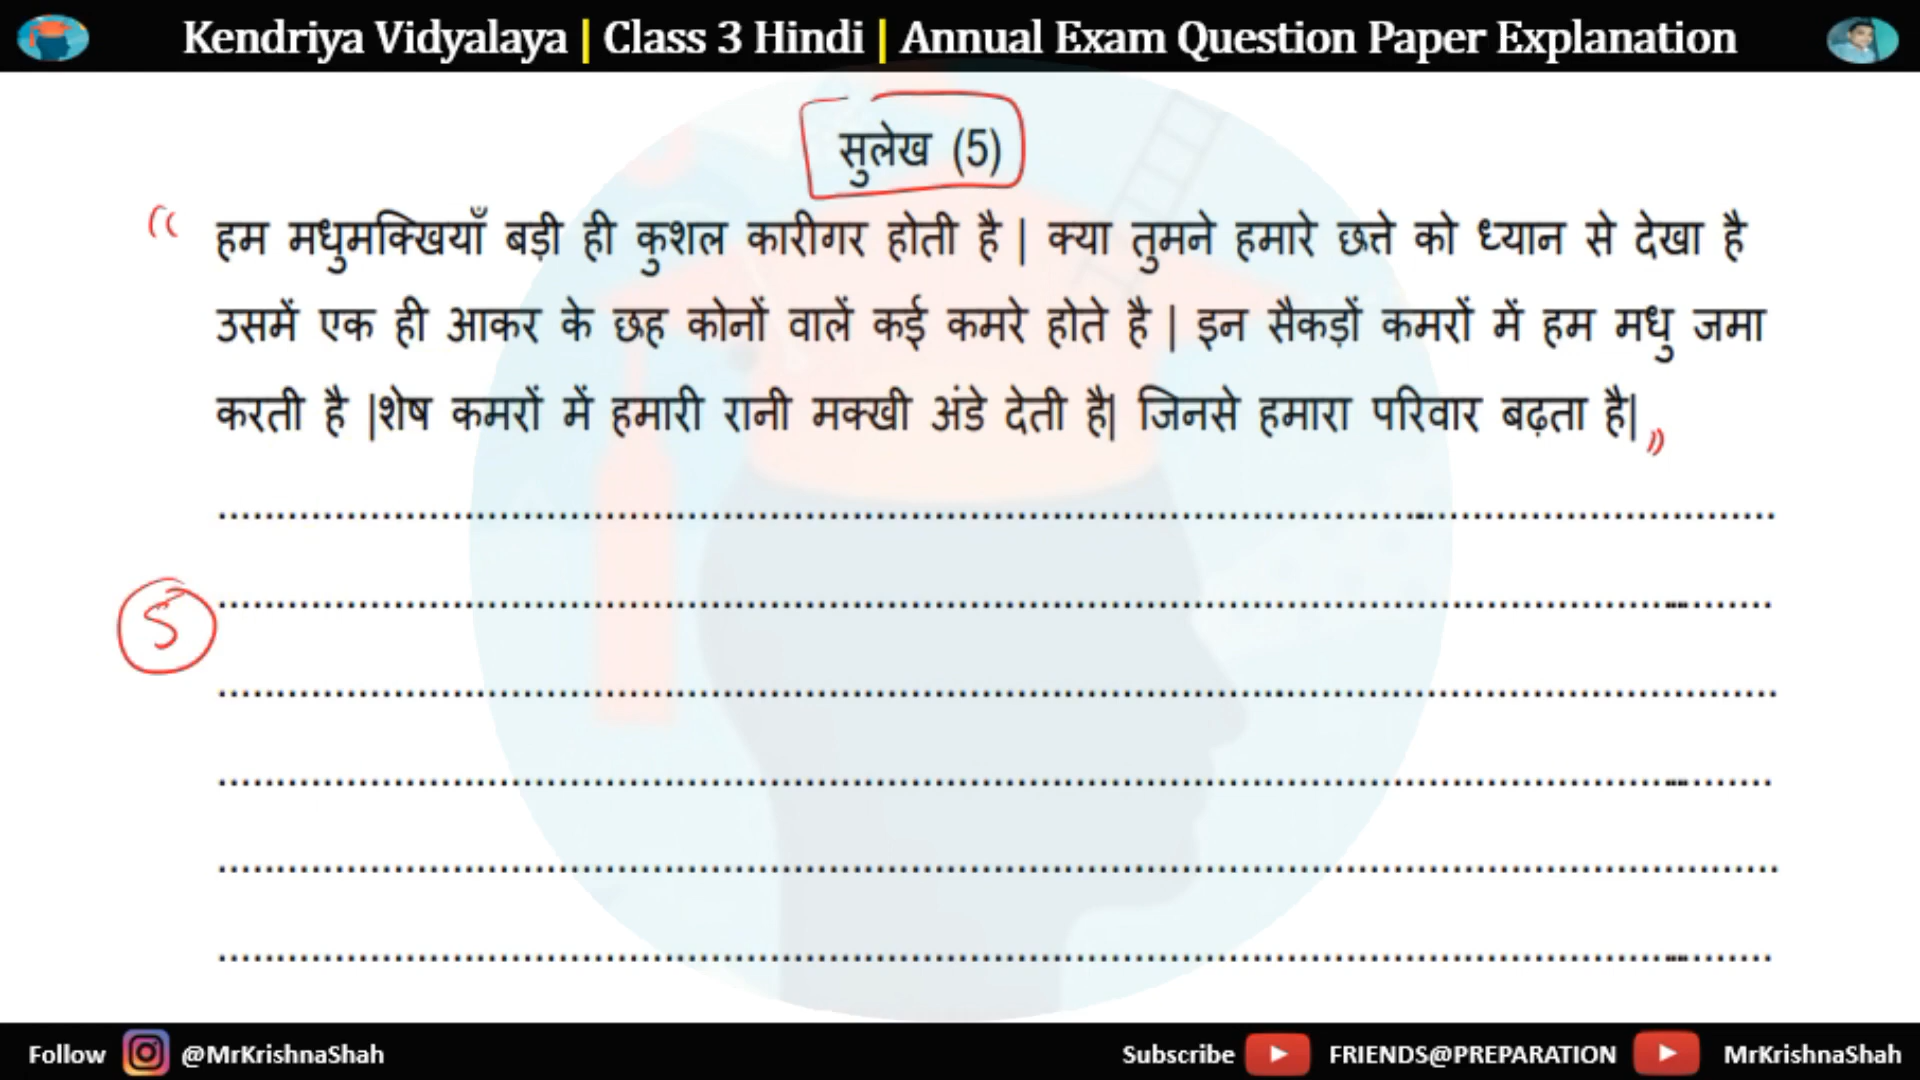 Kendriya Vidyalaya | Class 3 Hindi | Annual Exam Question Paper Explanation
सुलेख (5)
“ हम मधुमक्खियाँ बड़ी ही कुशल कारीगर होती है | क्या तुमने हमारे छत्ते को ध्यान से देखा है
उसमें एक ही आकर के छह कोनों वालें कई कमरे होते है | इन सैकड़ों कमरों में हम मधु जमा
करती है |शेष कमरों में हमारी रानी मक्खी अंडे देती है| जिनसे हमारा परिवार बढ़ता है| ”
5
Follow @MrKrishnaShah Subscribe FRIENDS@PREPARATION MrKrishnaShah